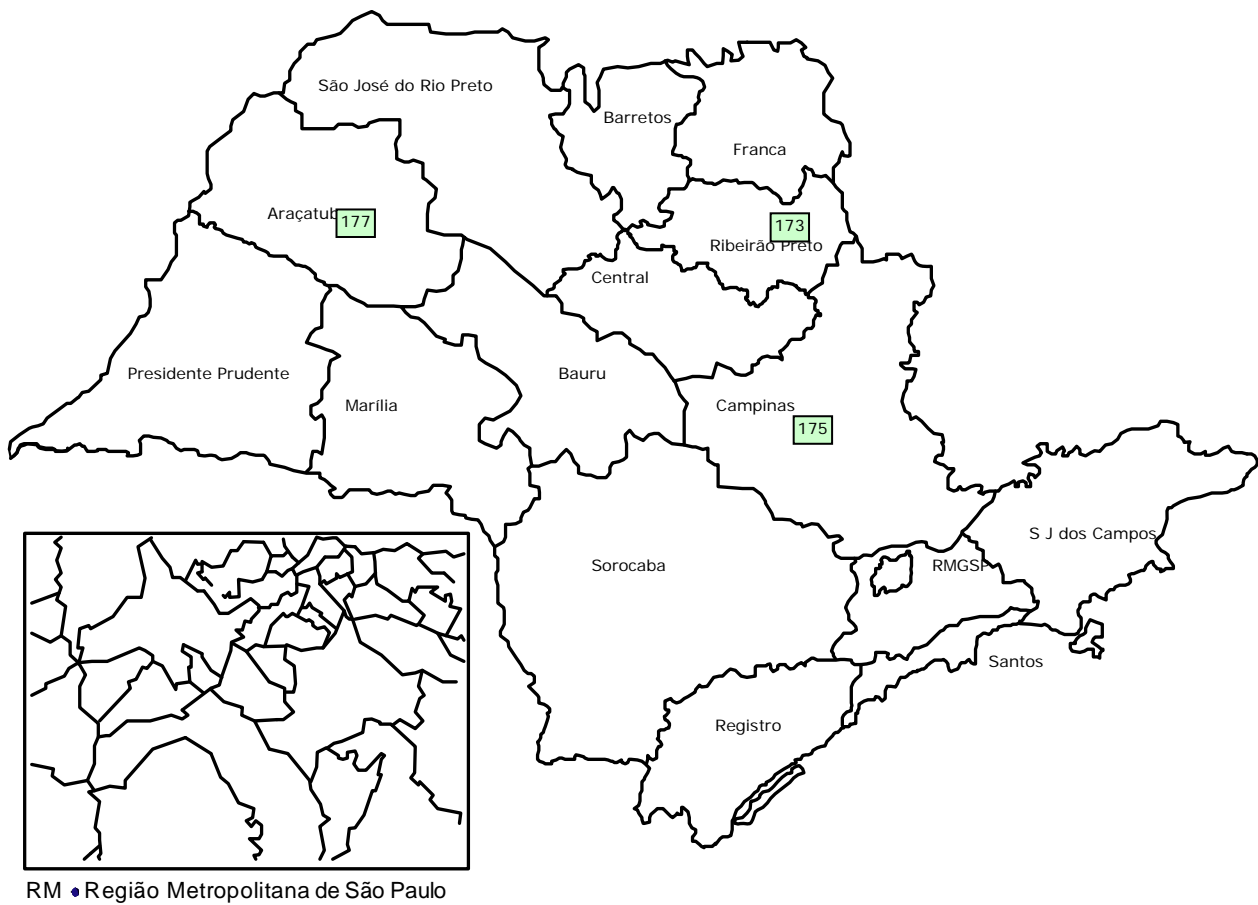 São José do Rio Preto
Barretos
Franca
Araçatub
177
173
Ribeirão Preto
Central
Presidente Prudente
Bauru
Marília
Campinas
175
S J dos Campos
Sorocaba
RMGSP
Santos
Registro
RM • Região Metropolitana de São Paulo